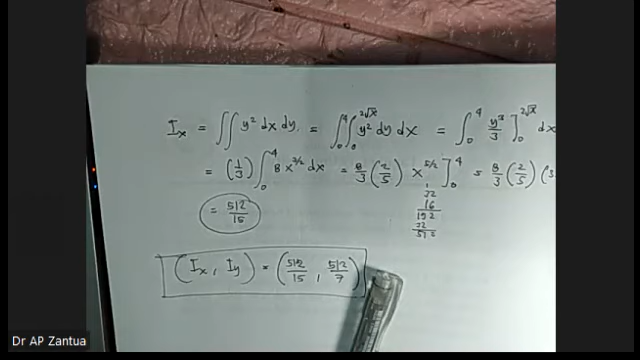 Ix = ∬ y² dx dy = ∫₀⁴ ∫₀^(2√x) y² dy dx = ∫₀⁴ y³/3 ]₀^(2√x) dx
= (1/3) ∫₀⁴ 8 x^(3/2) dx = 8/3 (2/5) x^(5/2) ]₀⁴ = 8/3 (2/5) (3
32
16
192
32
512
= 512/15
(Ix, Iy) = (512/15, 512/7)
Dr AP Zantua